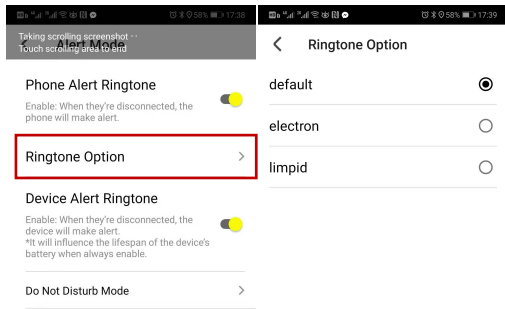 58% 17:38
Taking scrolling screenshot · ·
Touch scrolling area to end
Alert Mode
Phone Alert Ringtone
Enable: When they're disconnected, the
phone will make alert.
Ringtone Option
Device Alert Ringtone
Enable: When they're disconnected, the
device will make alert.
*It will influence the lifespan of the device's
battery when always enable.
Do Not Disturb Mode
58% 17:39
Ringtone Option
default
electron
limpid